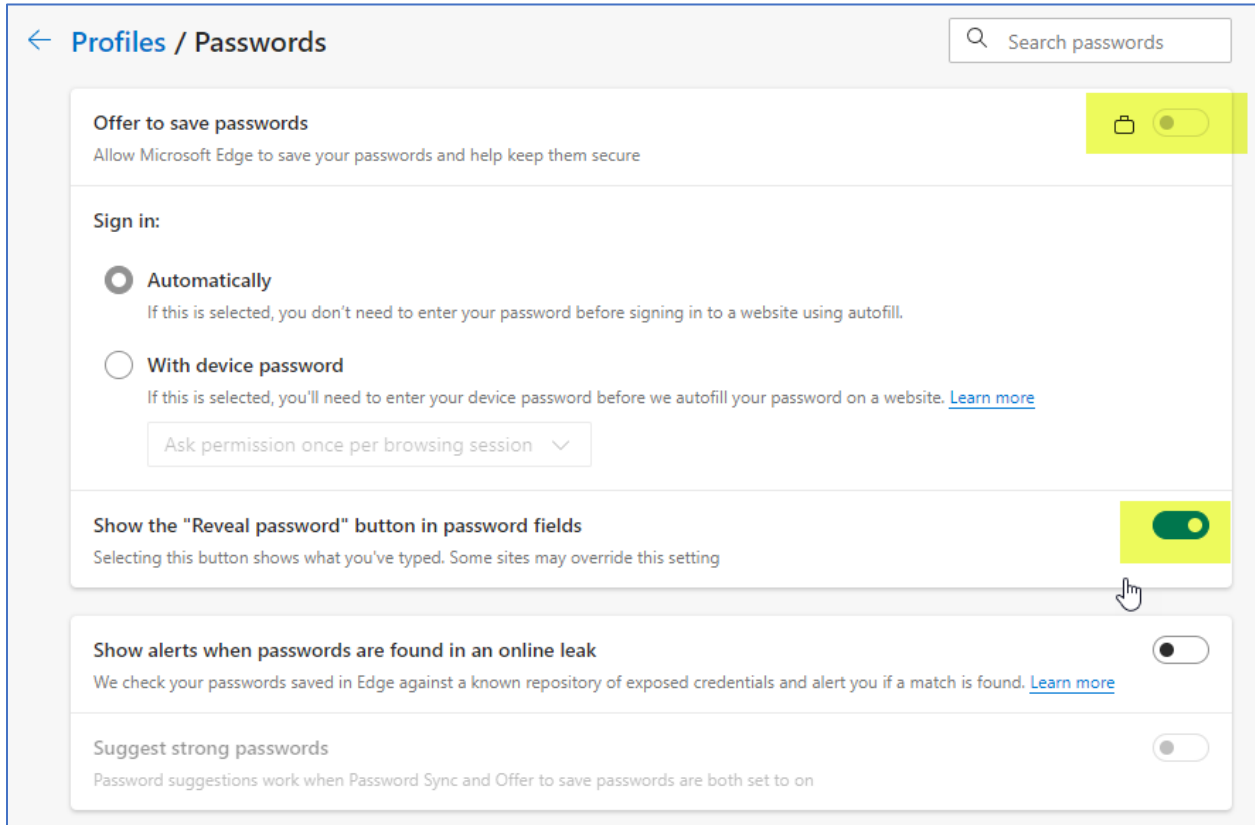 Profiles / Passwords
Search passwords
Offer to save passwords
Allow Microsoft Edge to save your passwords and help keep them secure
Sign in:
Automatically
If this is selected, you don't need to enter your password before signing in to a website using autofill.
With device password
If this is selected, you'll need to enter your device password before we autofill your password on a website. Learn more
Ask permission once per browsing session
Show the "Reveal password" button in password fields
Selecting this button shows what you've typed. Some sites may override this setting
Show alerts when passwords are found in an online leak
We check your passwords saved in Edge against a known repository of exposed credentials and alert you if a match is found. Learn more
Suggest strong passwords
Password suggestions work when Password Sync and Offer to save passwords are both set to on